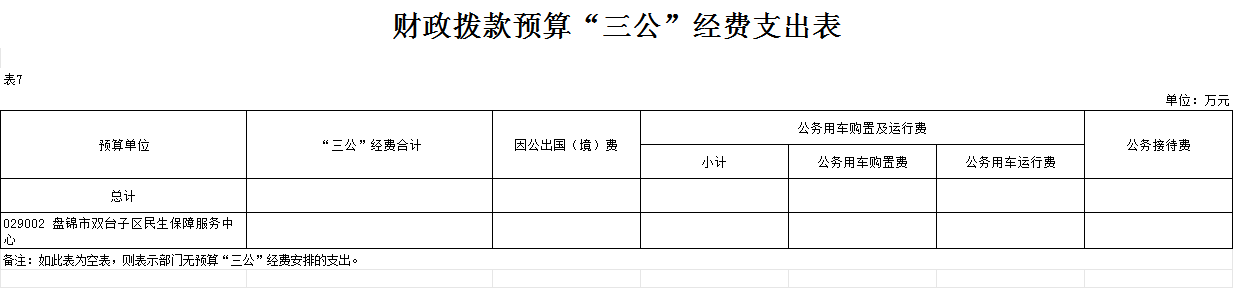 财政拨款预算“三公”经费支出表
表7
单位：万元
预算单位
“三公”经费合计
因公出国（境）费
公务用车购置及运行费
公务接待费
小计
公务用车购置费
公务用车运行费
总计
029002 盘锦市双台子区民生保障服务中
心
备注：如此表为空表，则表示部门无预算“三公”经费安排的支出。